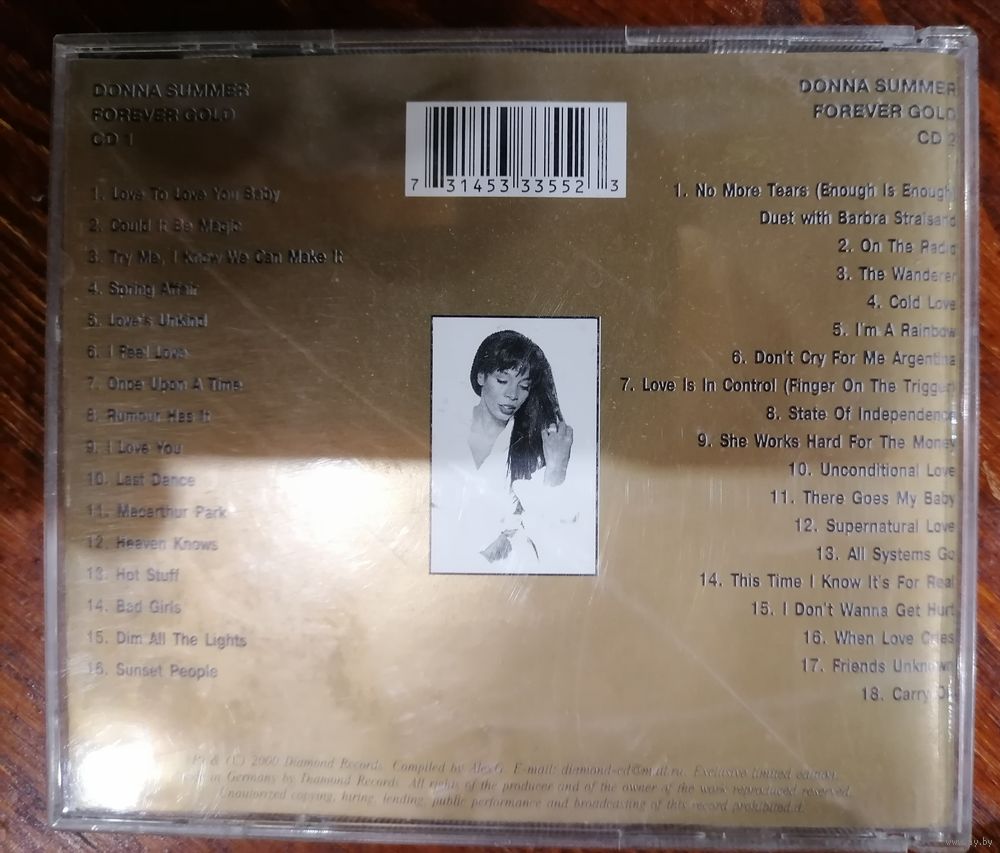 DONNA SUMMER
FOREVER GOLD
CD 1
1. Love To Love You Baby
2. Could It Be Magic
3. Try Me, I Know We Can Make It
4. Spring Affair
5. Love's Unkind
6. I Feel Love
7. Once Upon A Time
8. Rumour Has It
9. I Love You
10. Last Dance
11. Macarthur Park
12. Heaven Knows
13. Hot Stuff
14. Bad Girls
15. Dim All The Lights
16. Sunset People
7 31453 33552 3
DONNA SUMMER
FOREVER GOLD
CD 2
1. No More Tears (Enough Is Enough)
Duet with Barbra Straisand
2. On The Radio
3. The Wanderer
4. Cold Love
5. I'm A Rainbow
6. Don't Cry For Me Argentina
7. Love Is In Control (Finger On The Trigger)
8. State Of Independence
9. She Works Hard For The Money
10. Unconditional Love
11. There Goes My Baby
12. Supernatural Love
13. All Systems Go
14. This Time I Know It's For Real
15. I Don't Wanna Get Hurt
16. When Love Cries
17. Friends Unknown
18. Carry On
(P) & (C) 2000 Diamond Records. Compiled by AlexG. E-mail: diamond-cd@mail.ru. Exclusive limited edition.
in Germany by Diamond Records. All rights of the producer and of the owner of the work reproduced reserved.
Unauiorized copying, hiring, lending, public performance and broadcasting of this record prohibited.